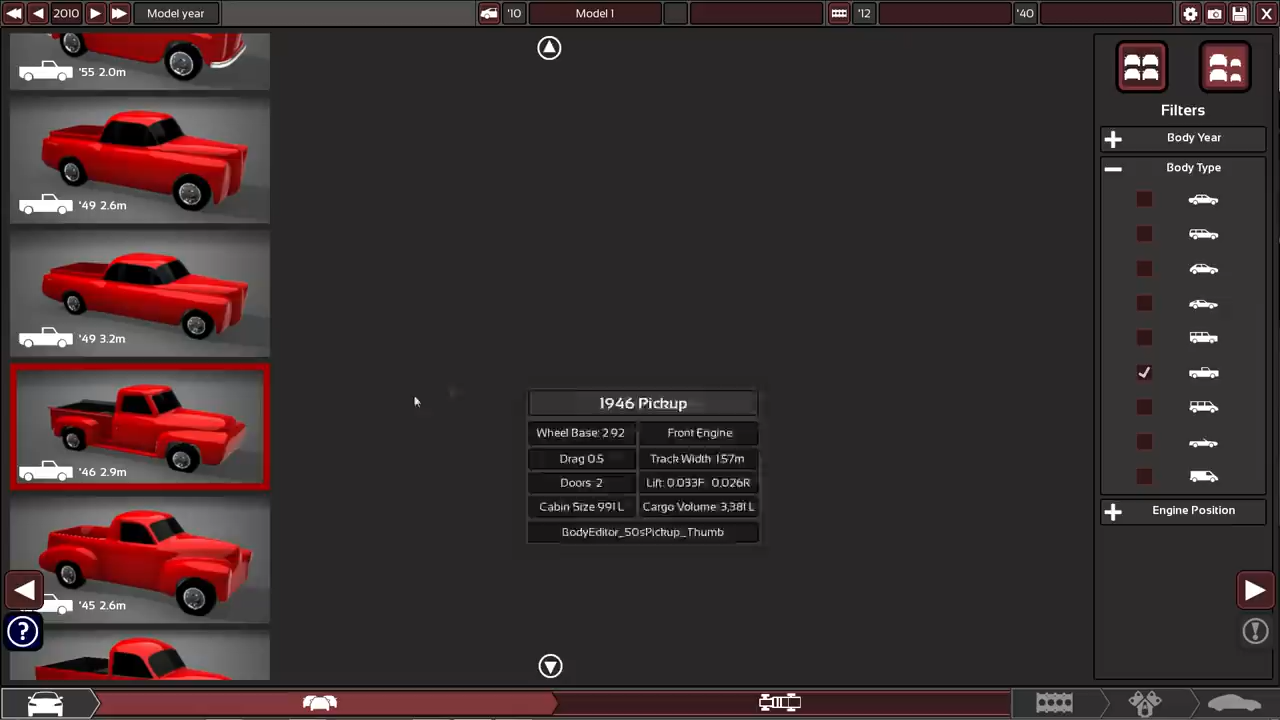 2010
Model year
'10
Model 1
'12
'40
'55 2.0m
'49 2.6m
'49 3.2m
'46 2.9m
'45 2.6m
1946 Pickup
Wheel Base: 2.92
Front Engine
Drag 0.5
Track Width 1.57m
Doors: 2
Lift: 0.033F 0.026R
Cabin Size 991 L
Cargo Volume: 3,381 L
BodyEditor_50sPickup_Thumb
Filters
Body Year
Body Type
Engine Position
?